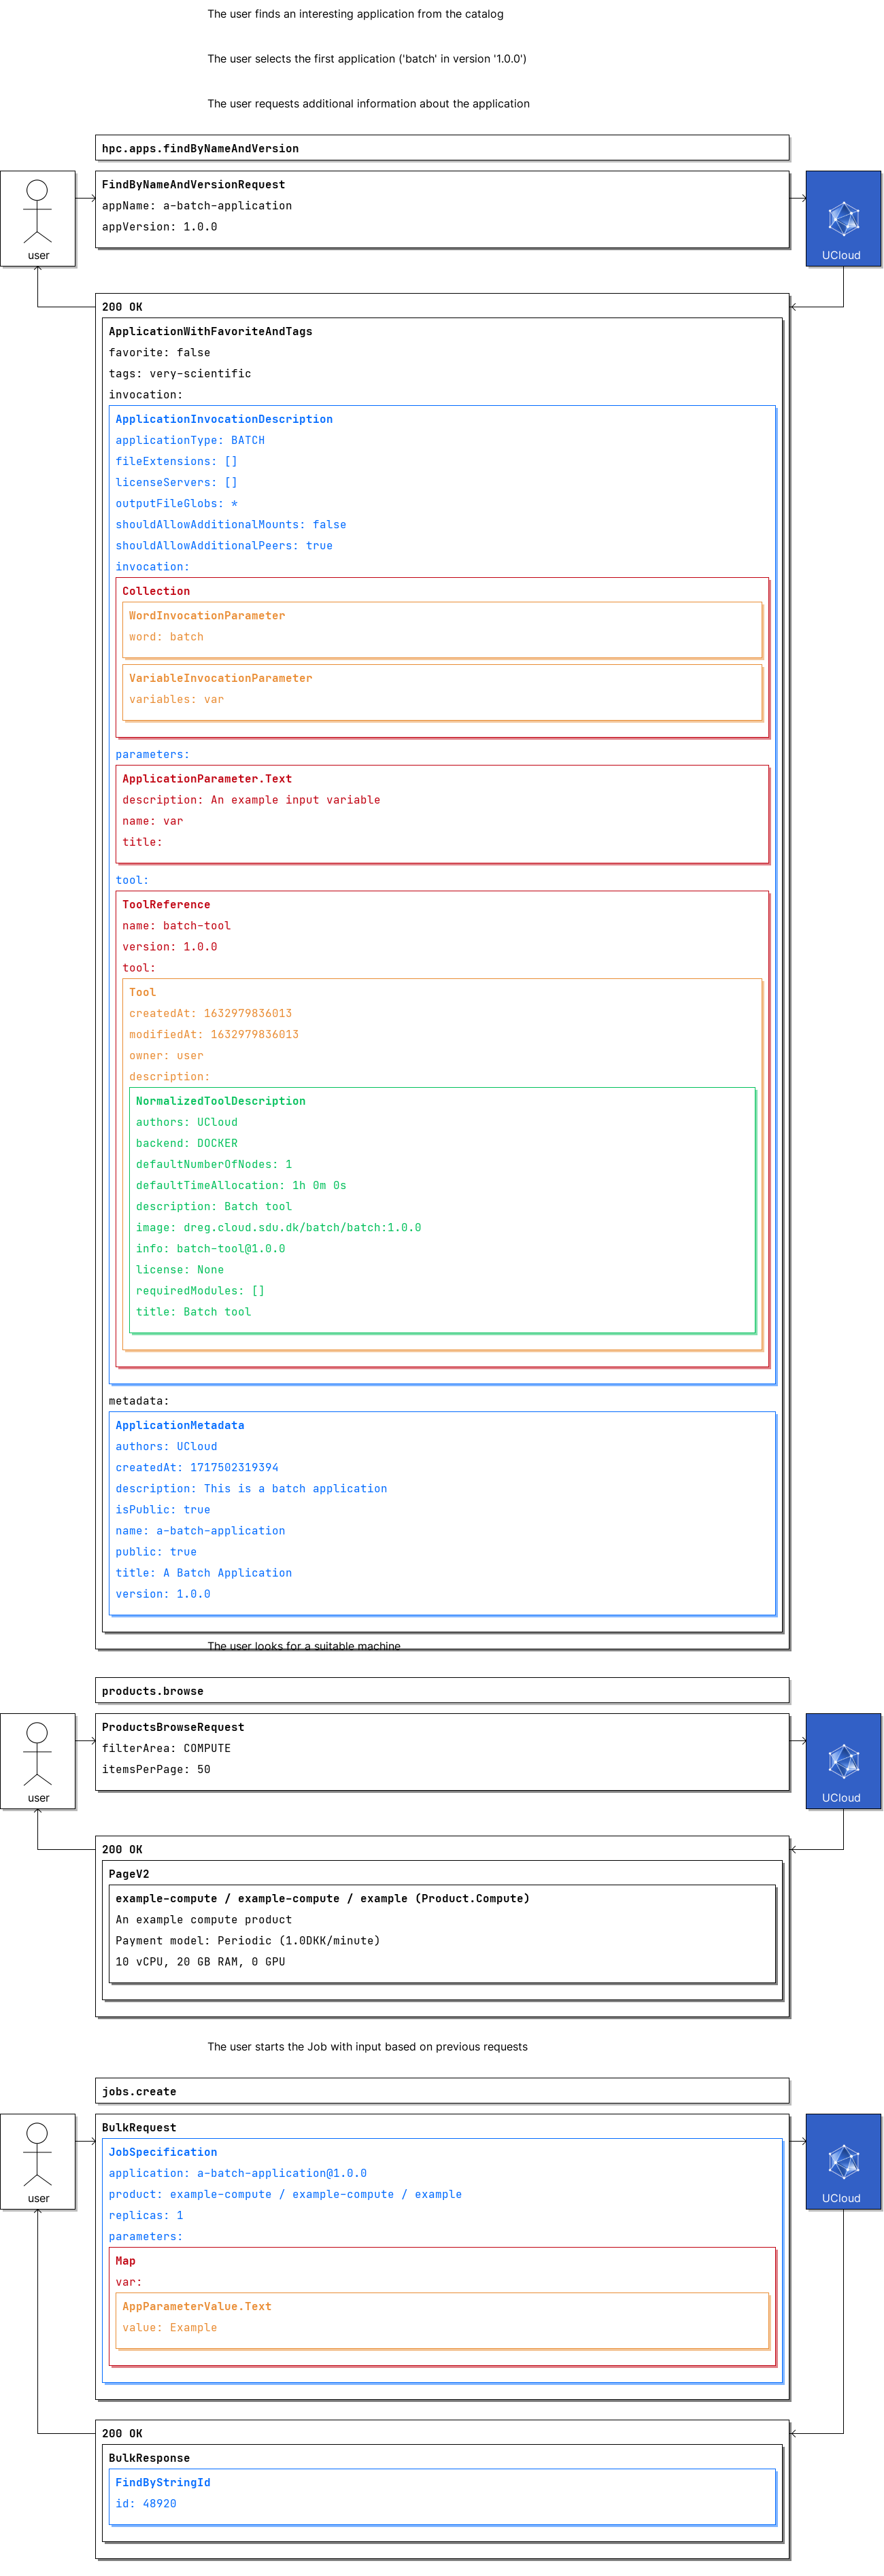 The user finds an interesting application from the catalog
The user selects the first application ('batch' in version '1.0.0')
The user requests additional information about the application
hpc.apps.findByNameAndVersion
FindByNameAndVersionRequest
appName: a-batch-application
appVersion: 1.0.0
user
UCloud
200 OK
ApplicationWithFavoriteAndTags
favorite: false
tags: very-scientific
invocation:
ApplicationInvocationDescription
applicationType: BATCH
fileExtensions: []
licenseServers: []
outputFileGlobs: *
shouldAllowAdditionalMounts: false
shouldAllowAdditionalPeers: true
invocation:
Collection
WordInvocationParameter
word: batch
VariableInvocationParameter
variables: var
parameters:
ApplicationParameter.Text
description: An example input variable
name: var
title:
tool:
ToolReference
name: batch-tool
version: 1.0.0
tool:
Tool
createdAt: 1632979836013
modifiedAt: 1632979836013
owner: user
description:
NormalizedToolDescription
authors: UCloud
backend: DOCKER
defaultNumberOfNodes: 1
defaultTimeAllocation: 1h 0m 0s
description: Batch tool
image: dreg.cloud.sdu.dk/batch/batch:1.0.0
info: batch-tool@1.0.0
license: None
requiredModules: []
title: Batch tool
metadata:
ApplicationMetadata
authors: UCloud
createdAt: 1717502319394
description: This is a batch application
isPublic: true
name: a-batch-application
public: true
title: A Batch Application
version: 1.0.0
The user looks for a suitable machine
products.browse
ProductsBrowseRequest
filterArea: COMPUTE
itemsPerPage: 50
user
UCloud
200 OK
PageV2
example-compute / example-compute / example (Product.Compute)
An example compute product
Payment model: Periodic (1.0DKK/minute)
10 vCPU, 20 GB RAM, 0 GPU
The user starts the Job with input based on previous requests
jobs.create
BulkRequest
JobSpecification
application: a-batch-application@1.0.0
product: example-compute / example-compute / example
replicas: 1
parameters:
user
UCloud
Map
var:
AppParameterValue.Text
value: Example
200 OK
BulkResponse
FindByStringId
id: 48920